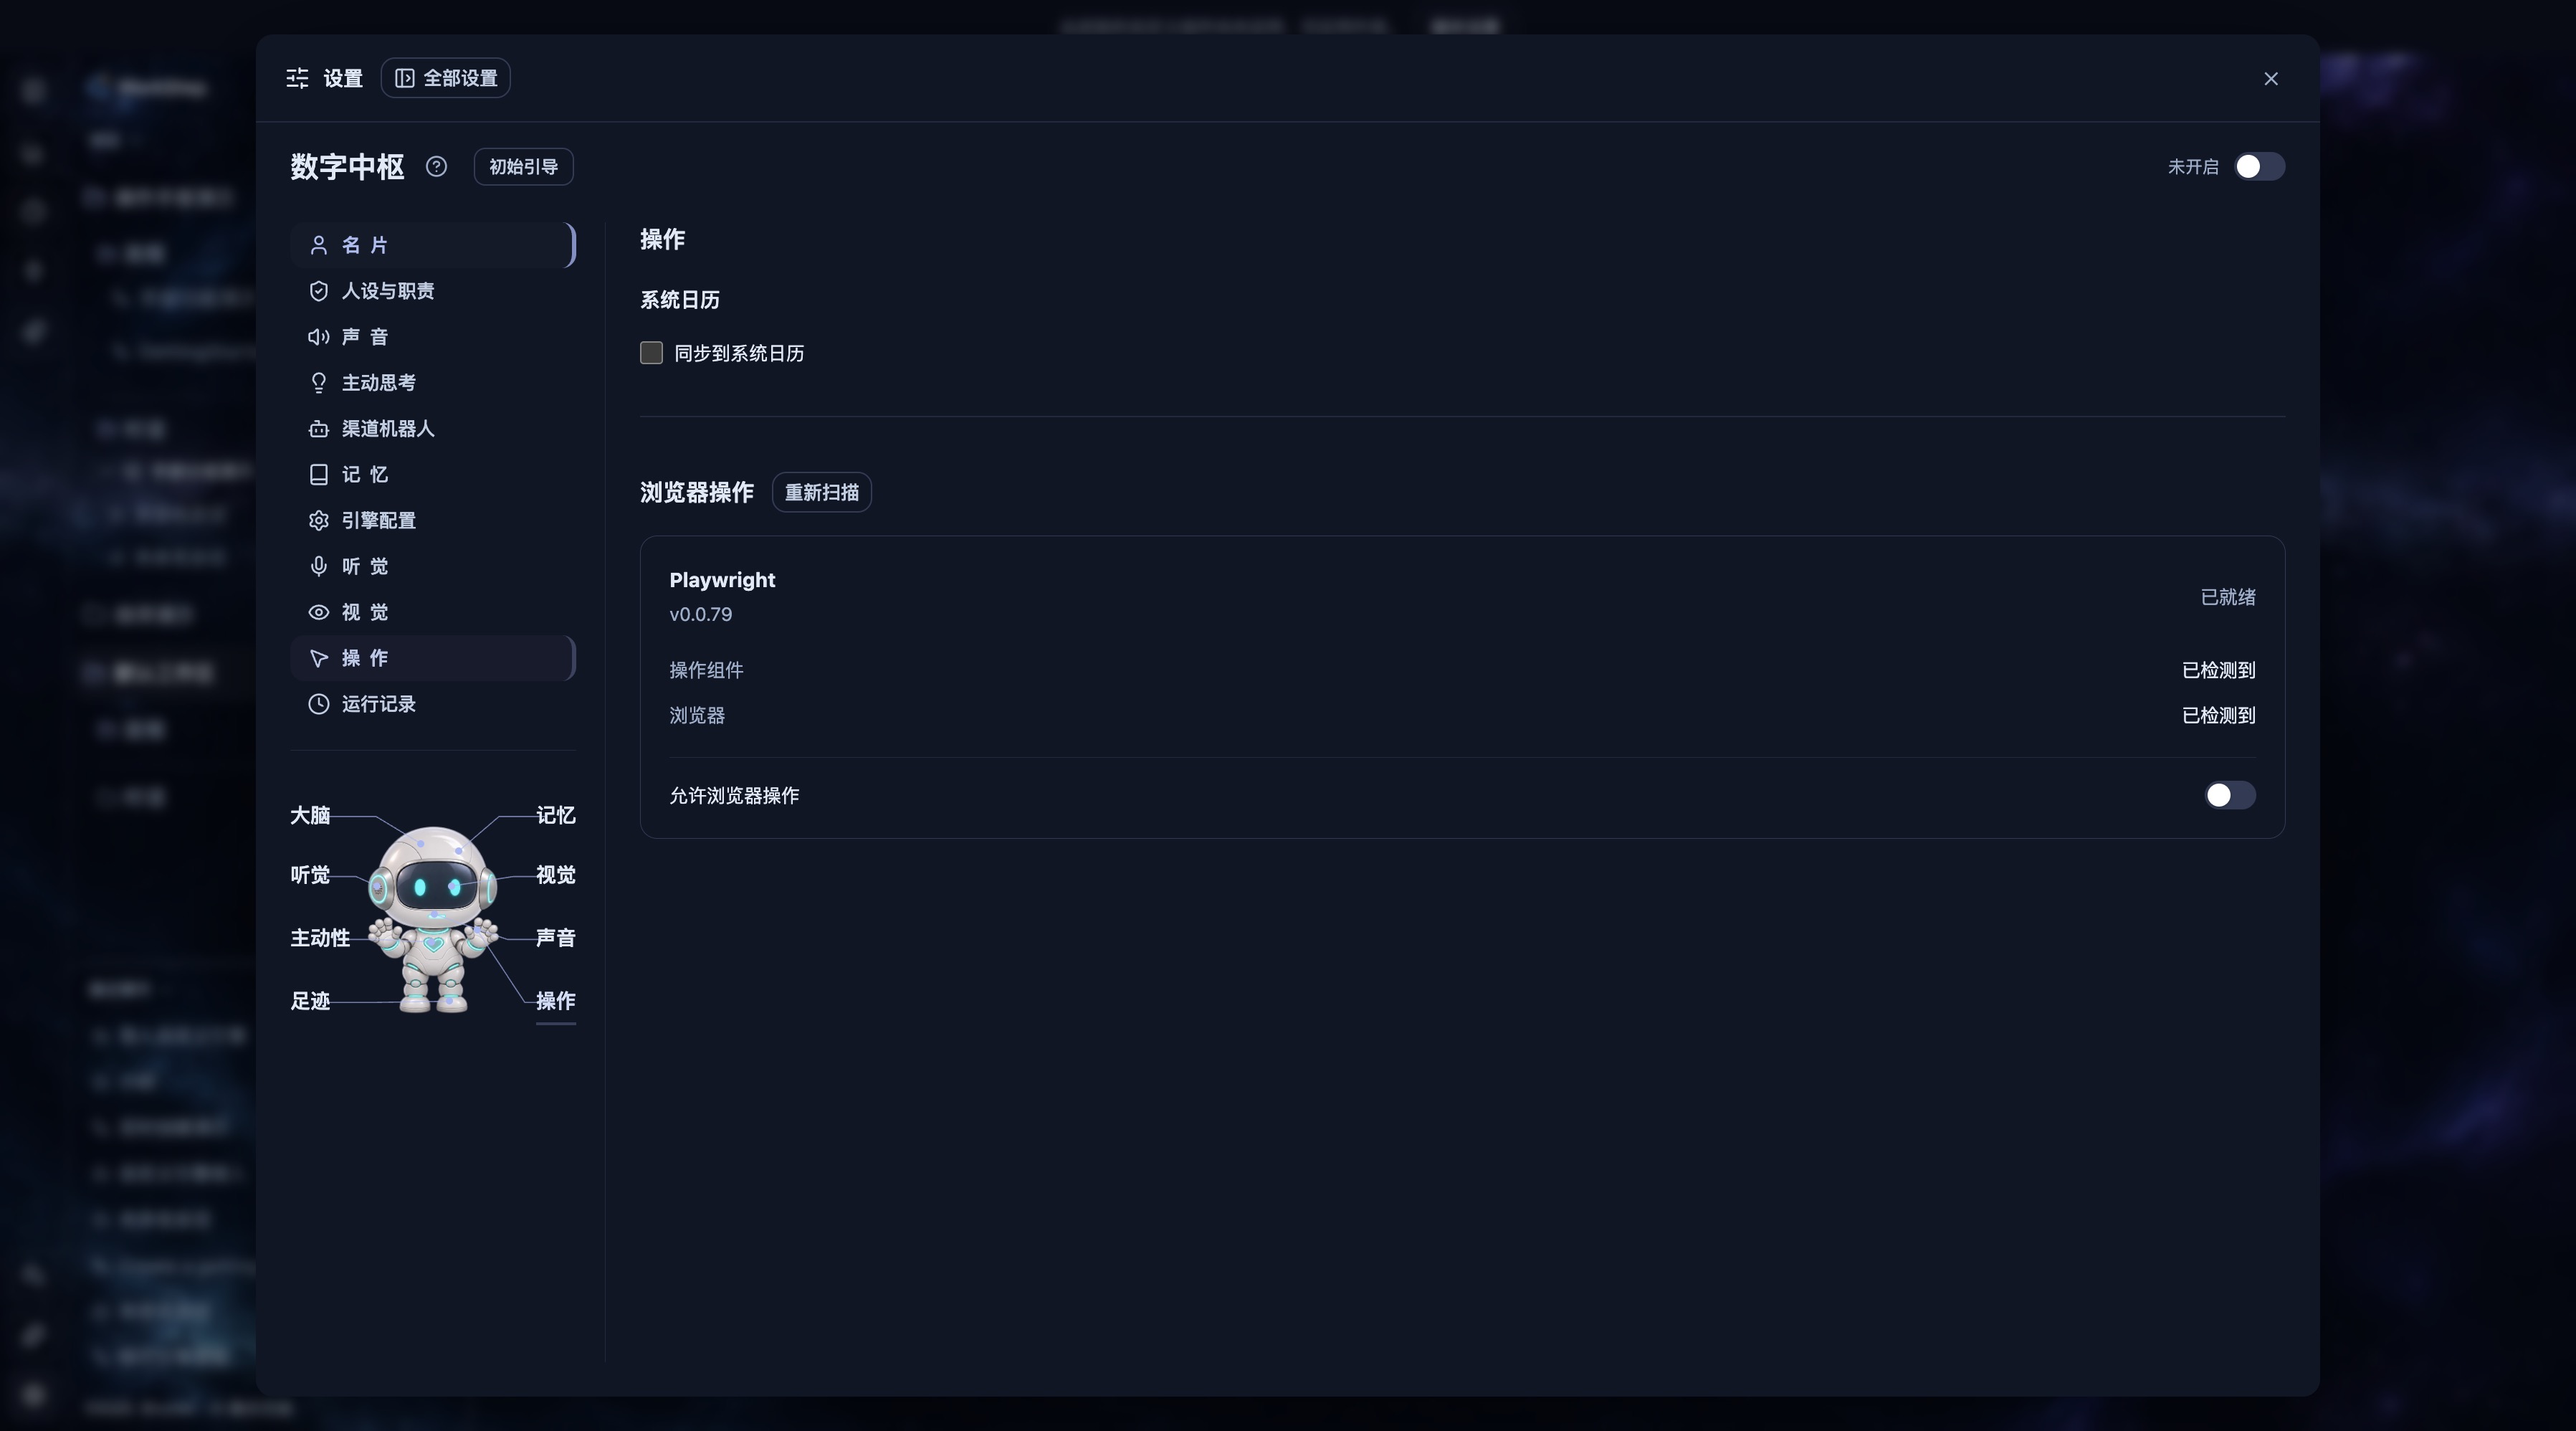 设置
全部设置
数字中枢
初始引导
未开启
名 片
人设与职责
声 音
主动思考
渠道机器人
记 忆
引擎配置
听 觉
视 觉
操 作
运行记录
大脑
记忆
听觉
视觉
主动性
声音
足迹
操作
操作
系统日历
同步到系统日历
浏览器操作
重新扫描
Playwright
v0.0.79
已就绪
操作组件
已检测到
浏览器
已检测到
允许浏览器操作